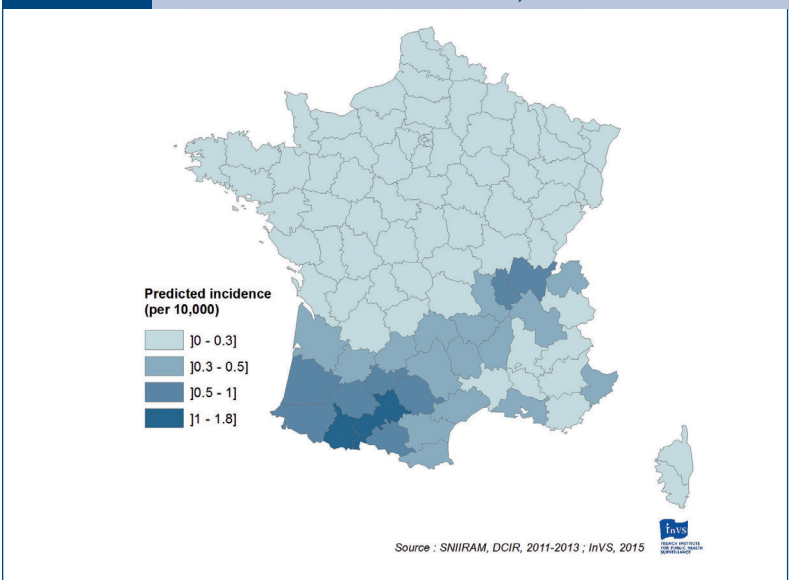 Predicted incidence
(per 10,000)
]0 - 0.3]
]0.3 - 0.5]
]0.5 - 1]
]1 - 1.8]
Source : SNIIRAM, DCIR, 2011-2013 ; InVS, 2015
InVS
FRENCH INSTITUTE
FOR PUBLIC HEALTH
SURVEILLANCE